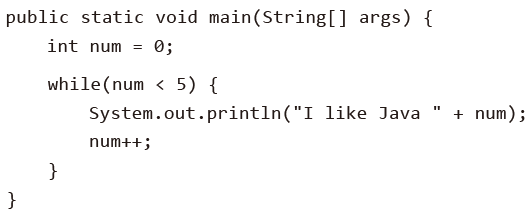 public static void main(String[] args) {
    int num = 0;
    while(num < 5) {
        System.out.println("I like Java " + num);
        num++;
    }
}